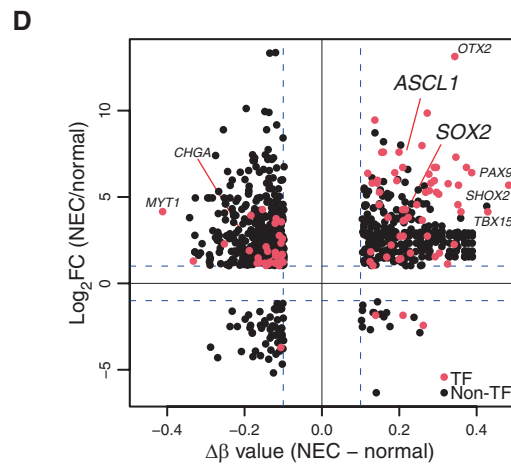 D
OTX2
10
ASCL1
SOX2
CHGA
PAX9
5
MYT1
SHOX2
TBX15
Log2FC (NEC/normal)
0
−5
TF
Non-TF
−0.4 −0.2 0.0 0.2 0.4
Δβ value (NEC − normal)